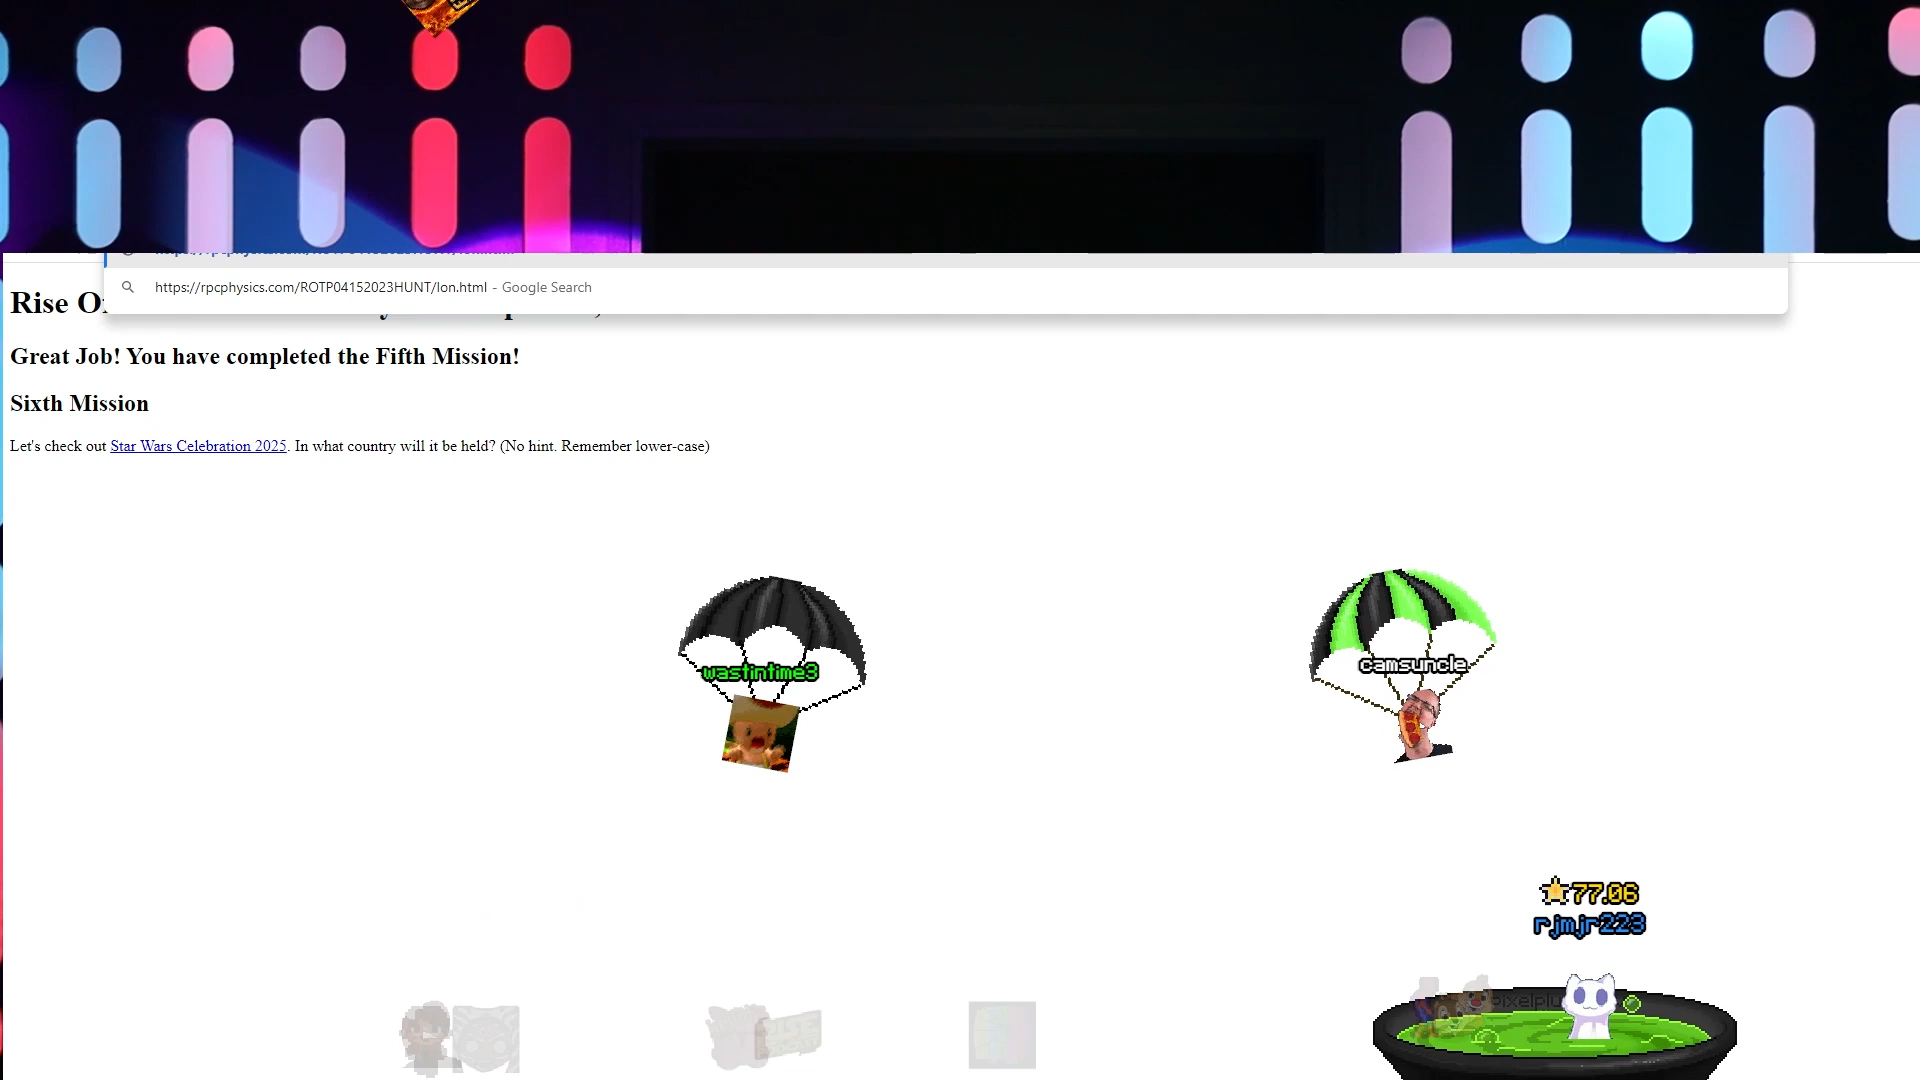 https://rpcphysics.com/ROTP04152023HUNT/lon.html - Google Search
Rise O
Great Job! You have completed the Fifth Mission!
Sixth Mission
Let's check out Star Wars Celebration 2025. In what country will it be held? (No hint. Remember lower-case)
wastintime3
camsuncle
77.06
rjmjr223